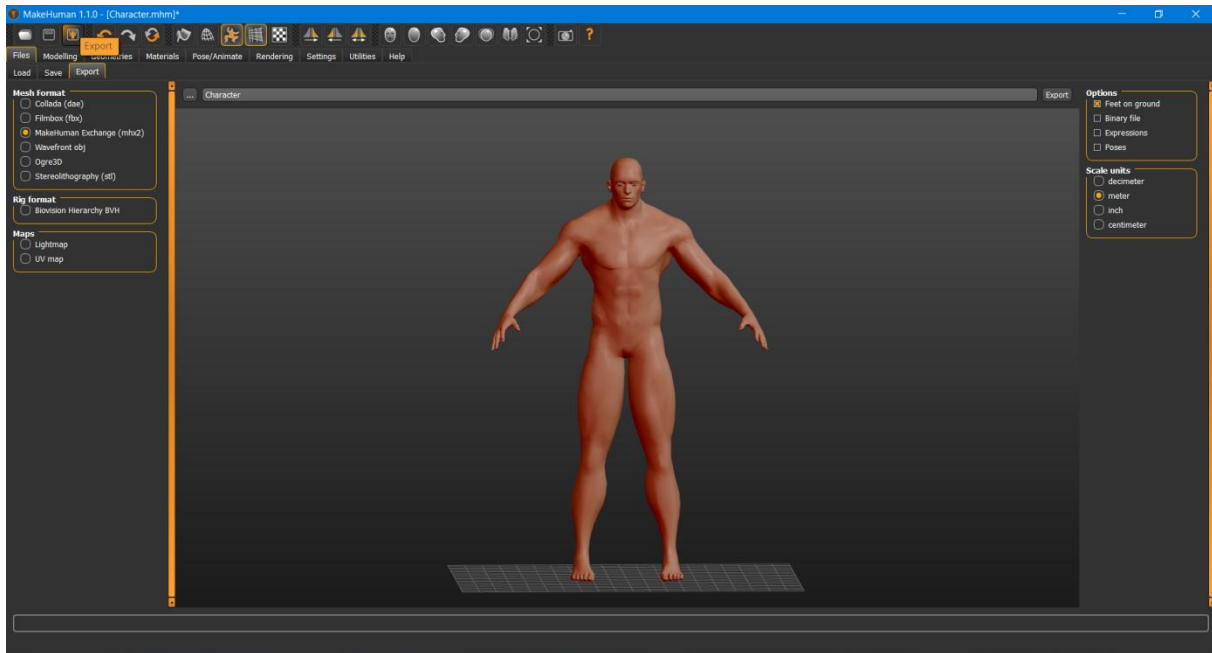 MakeHuman 1.1.0 - [Character.mhm]*
Export
Files Modelling Geometries Materials Pose/Animate Rendering Settings Utilities Help
Load Save Export
Mesh Format
Collada (dae)
Filmbox (fbx)
MakeHuman Exchange (mhx2)
Wavefront obj
Ogre3D
Stereolithography (stl)
Rig format
Biovision Hierarchy BVH
Maps
Lightmap
UV map
... Character Export
Options
Feet on ground
Binary file
Expressions
Poses
Scale units
decimeter
meter
inch
centimeter